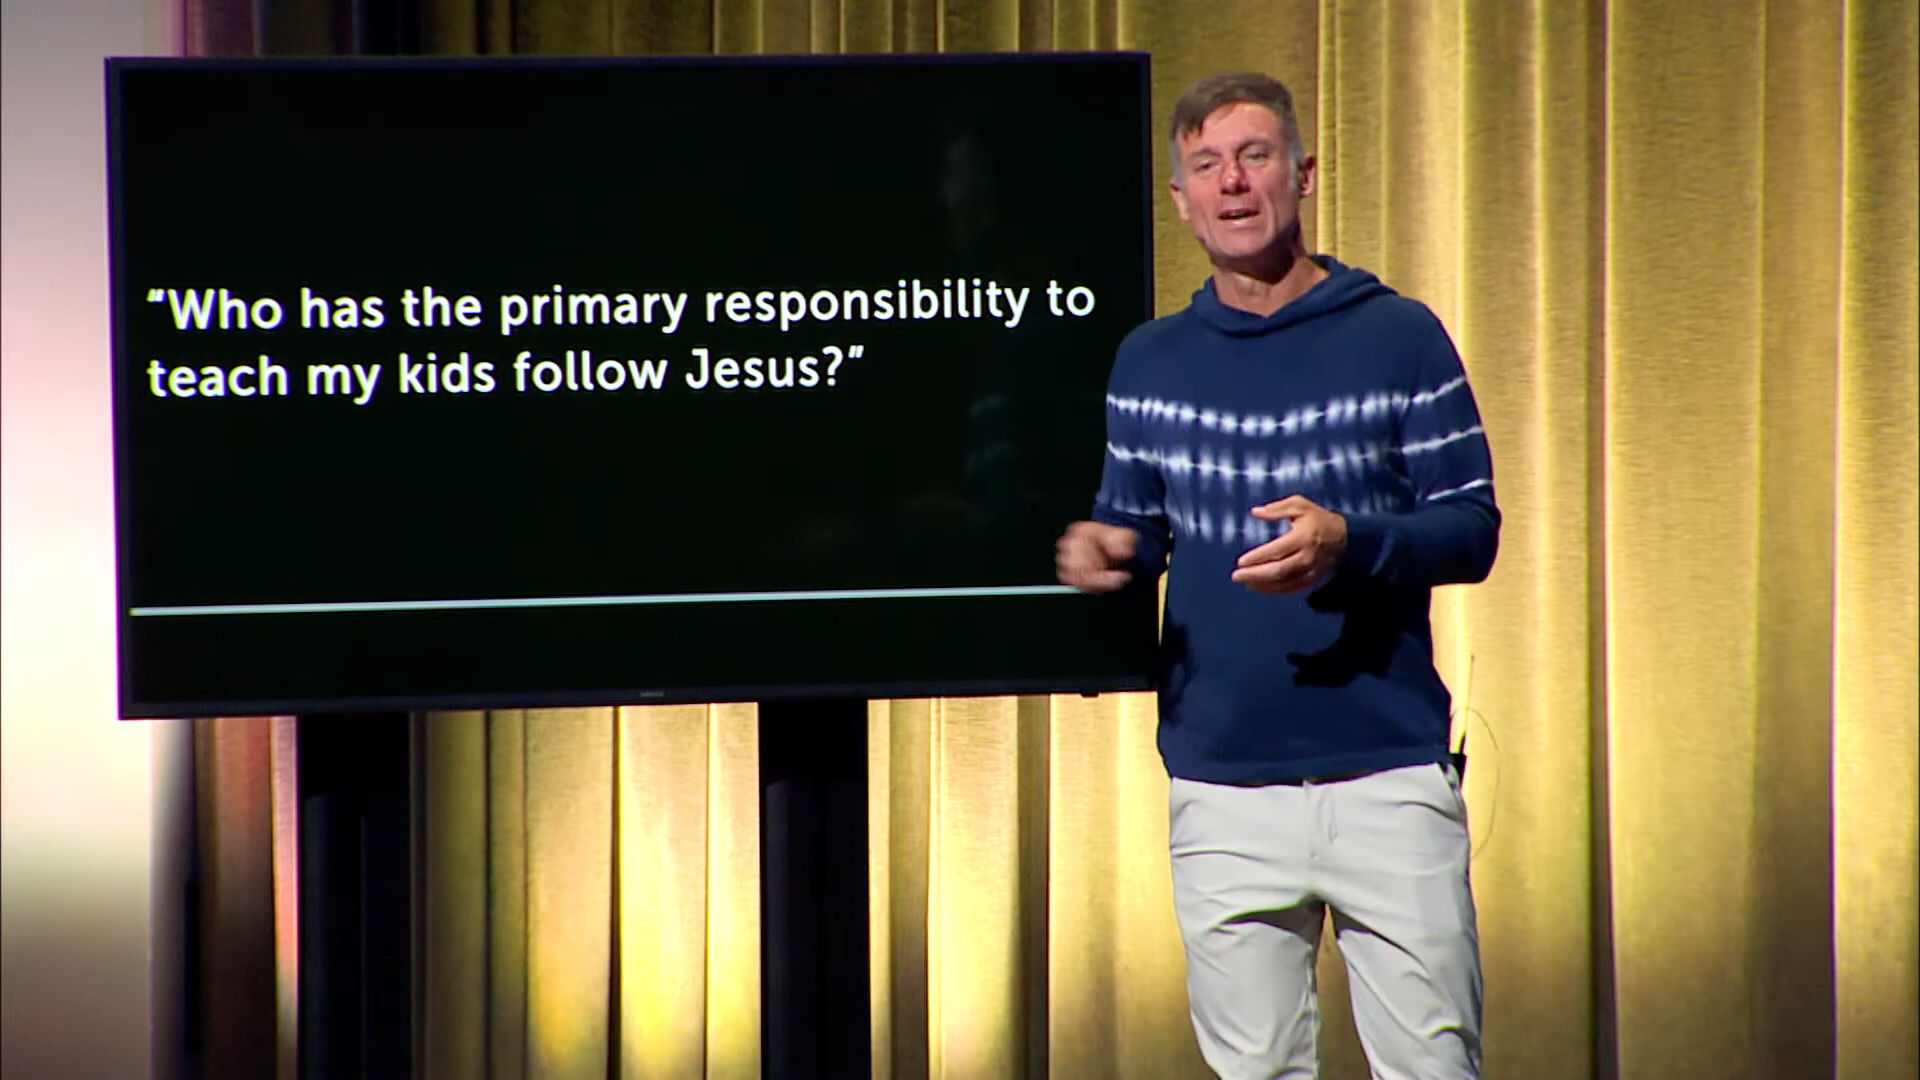 “Who has the primary responsibility to
teach my kids follow Jesus?”